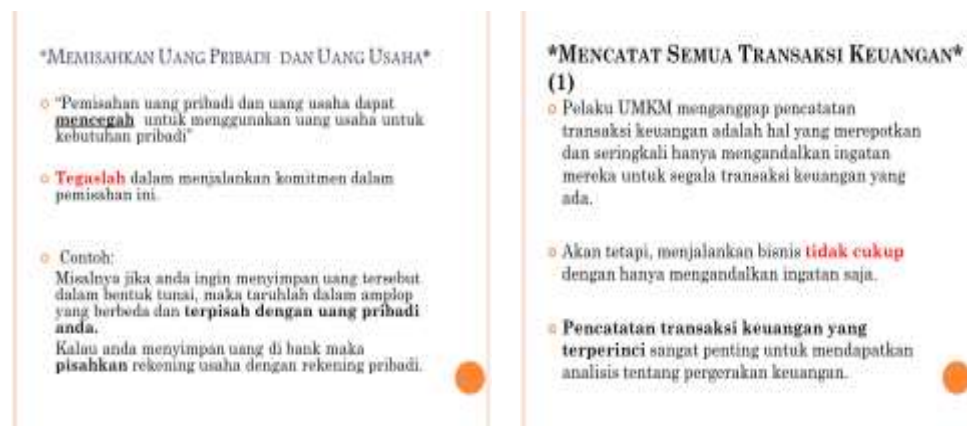 *MEMISAHKAN UANG PRIBADI DAN UANG USAHA*
"Pemisahan uang pribadi dan uang usaha dapat
mencegah untuk menggunakan uang usaha untuk
kebutuhan pribadi"
Tegaslah dalam menjalankan komitmen dalam
pemisahan ini.
Contoh:
Misalnya jika anda ingin menyimpan uang tersebut
dalam bentuk tunai, maka taruhlah dalam amplop
yang berbeda dan terpisah dengan uang pribadi
anda.
Kalau anda menyimpan uang di bank maka
pisahkan rekening usaha dengan rekening pribadi.
*MENCATAT SEMUA TRANSAKSI KEUANGAN*
(1)
Pelaku UMKM menganggap pencatatan
transaksi keuangan adalah hal yang merepotkan
dan seringkali hanya mengandalkan ingatan
mereka untuk segala transaksi keuangan yang
ada.
Akan tetapi, menjalankan bisnis tidak cukup
dengan hanya mengandalkan ingatan saja.
Pencatatan transaksi keuangan yang
terperinci sangat penting untuk mendapatkan
analisis tentang pergerakan keuangan.